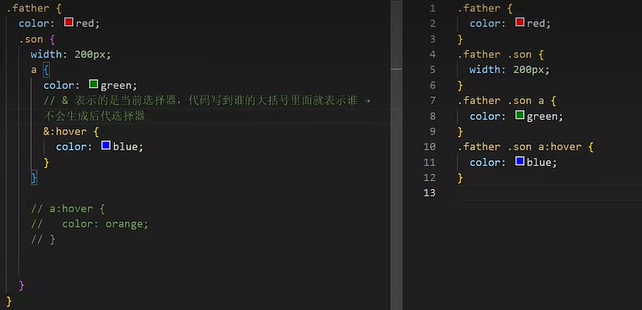 .father {
color: red;
.son {
width: 200px;
a {
color: green;
// & 表示的是当前选择器，代码写到谁的大括号里面就表示谁 →
不会生成后代选择器
&:hover {
color: blue;
}
}
// a:hover {
//   color: orange;
// }
}
}
1 .father {
2 color: red;
3 }
4 .father .son {
5 width: 200px;
6 }
7 .father .son a {
8 color: green;
9 }
10 .father .son a:hover {
11 color: blue;
12 }
13